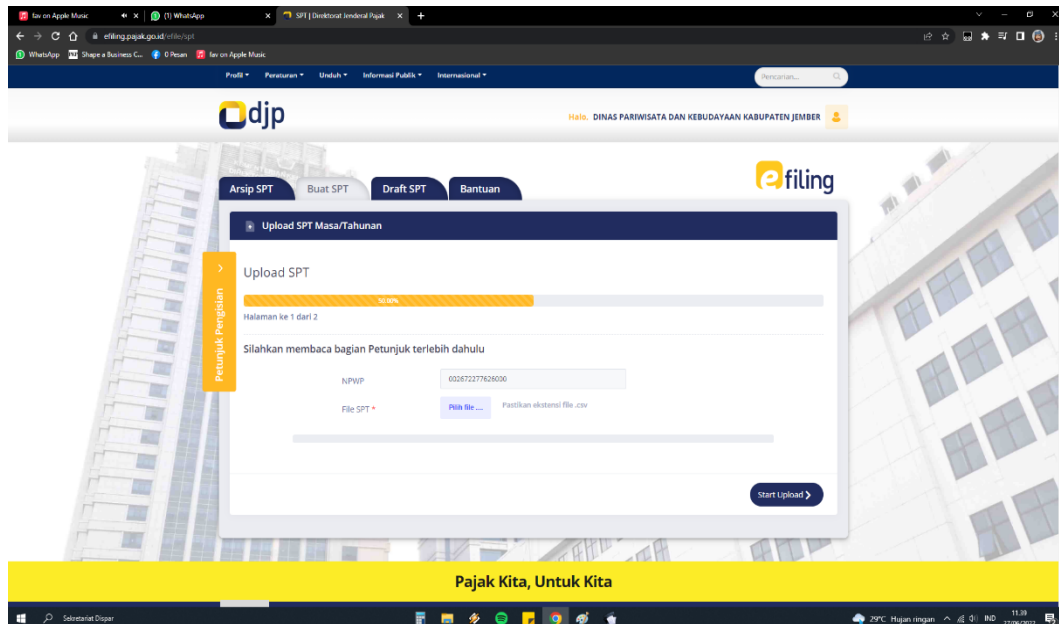 fav on Apple Music
(1) WhatsApp
SPT | Direktorat Jenderal Pajak
efiling.pajak.go.id/efile/spt
WhatsApp
Shape a Business C...
0 Pesan
fav on Apple Music
Profil
Peraturan
Unduh
Informasi Publik
Internasional
Pencarian...
djp
Halo, DINAS PARIWISATA DAN KEBUDAYAAN KABUPATEN JEMBER
efiling
Arsip SPT
Buat SPT
Draft SPT
Bantuan
Upload SPT Masa/Tahunan
Petunjuk Pengisian
Upload SPT
50.00%
Halaman ke 1 dari 2
Silahkan membaca bagian Petunjuk terlebih dahulu
NPWP
002672277626000
File SPT *
Pilih file ...
Pastikan ekstensi file .csv
Start Upload
Pajak Kita, Untuk Kita
Sekretariat Dispar
29°C Hujan ringan
IND
11.39